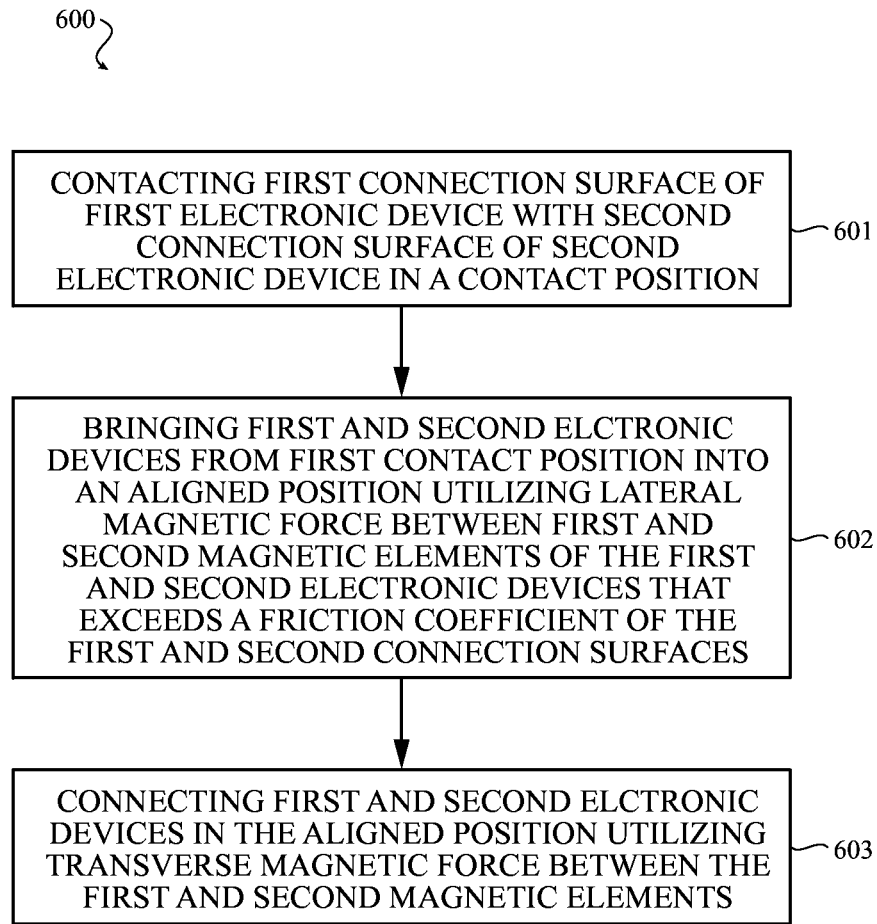 600
CONTACTING FIRST CONNECTION SURFACE OF
FIRST ELECTRONIC DEVICE WITH SECOND
CONNECTION SURFACE OF SECOND
ELECTRONIC DEVICE IN A CONTACT POSITION
601
BRINGING FIRST AND SECOND ELCTRONIC
DEVICES FROM FIRST CONTACT POSITION INTO
AN ALIGNED POSITION UTILIZING LATERAL
MAGNETIC FORCE BETWEEN FIRST AND
SECOND MAGNETIC ELEMENTS OF THE FIRST
AND SECOND ELECTRONIC DEVICES THAT
EXCEEDS A FRICTION COEFFICIENT OF THE
FIRST AND SECOND CONNECTION SURFACES
602
CONNECTING FIRST AND SECOND ELCTRONIC
DEVICES IN THE ALIGNED POSITION UTILIZING
TRANSVERSE MAGNETIC FORCE BETWEEN THE
FIRST AND SECOND MAGNETIC ELEMENTS
603